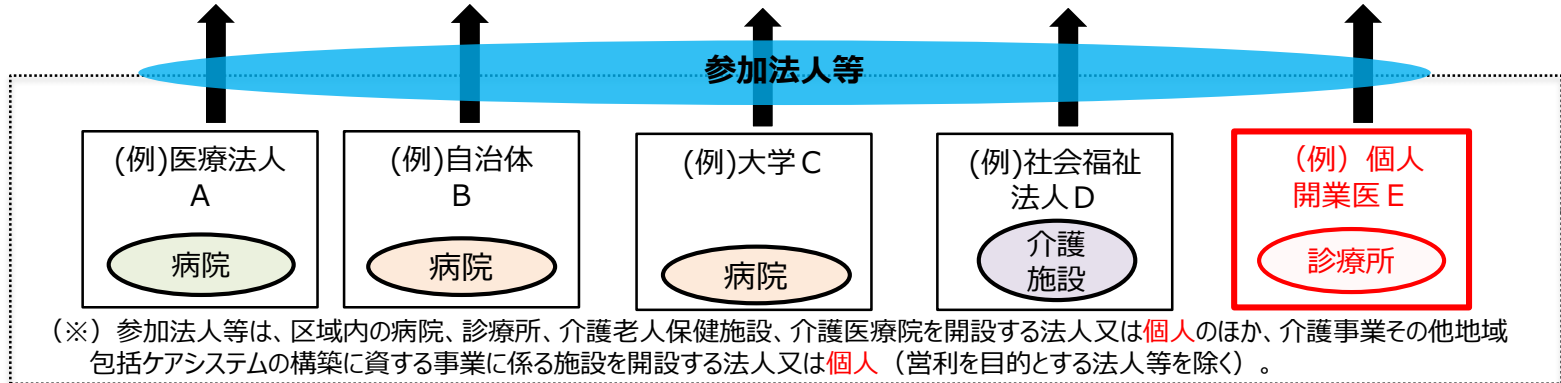 参加法人等
(例)医療法人
A
病院
(例)自治体
B
病院
(例)大学C
病院
(例)社会福祉
法人D
介護
施設
（例）個人
開業医E
診療所
（※）参加法人等は、区域内の病院、診療所、介護老人保健施設、介護医療院を開設する法人又は個人のほか、介護事業その他地域
包括ケアシステムの構築に資する事業に係る施設を開設する法人又は個人（営利を目的とする法人等を除く）。